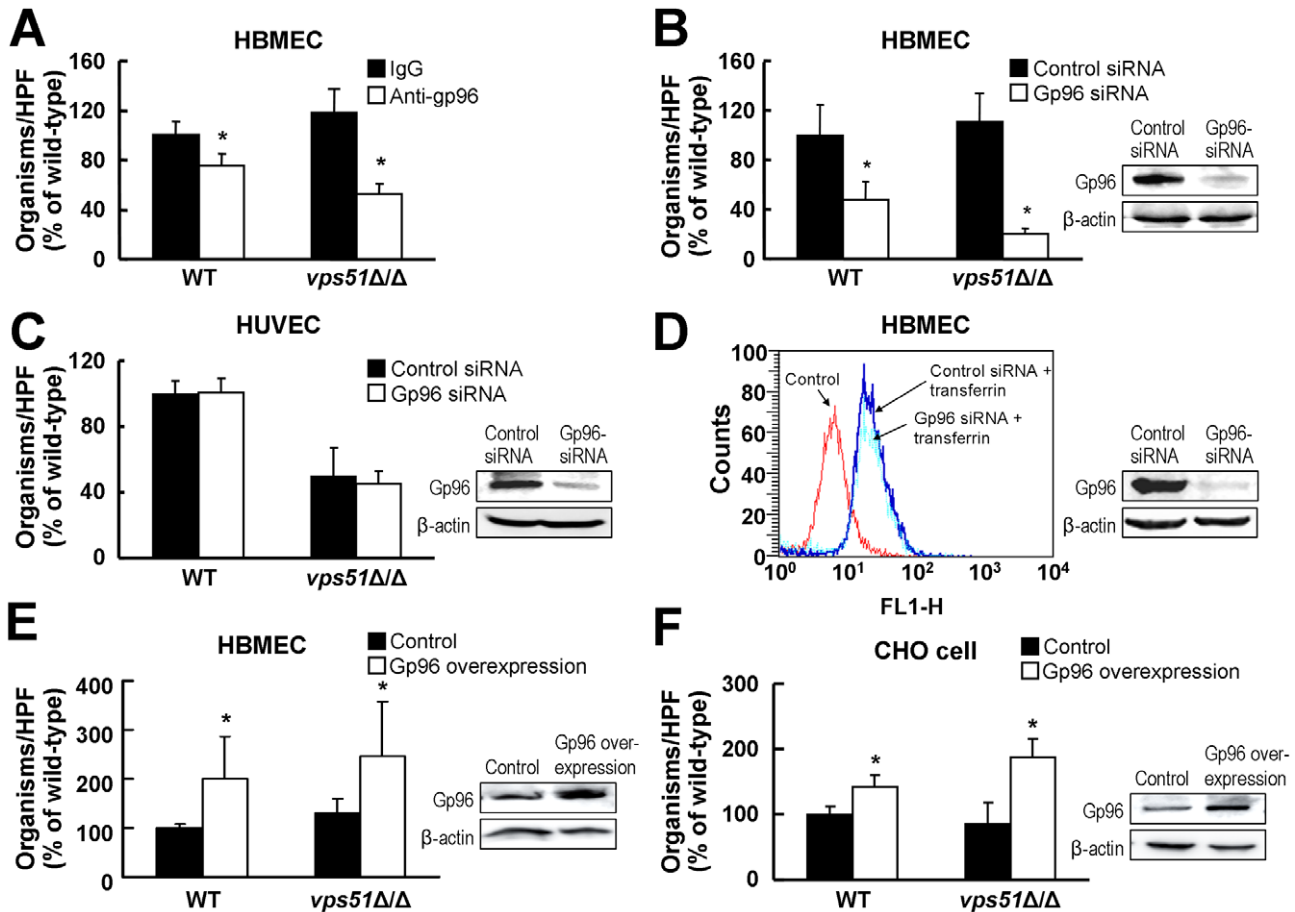 A
HBMEC
Organisms/HPF
(% of wild-type)
160
120
80
40
0
IgG
Anti-gp96
*
*
WT
vps51Δ/Δ
B
HBMEC
Organisms/HPF
(% of wild-type)
160
120
80
40
0
Control siRNA
Gp96 siRNA
*
*
WT
vps51Δ/Δ
Control
siRNA
Gp96-
siRNA
Gp96
β-actin
C
HUVEC
Organisms/HPF
(% of wild-type)
120
80
40
0
Control siRNA
Gp96 siRNA
WT
vps51Δ/Δ
Control
siRNA
Gp96-
siRNA
Gp96
β-actin
D
HBMEC
Counts
100
80
60
40
20
0
Control
Control siRNA +
transferrin
Gp96 siRNA +
transferrin
10⁰
10¹
10²
10³
10⁴
FL1-H
Control
siRNA
Gp96-
siRNA
Gp96
β-actin
E
HBMEC
Organisms/HPF
(% of wild-type)
400
300
200
100
0
Control
Gp96 overexpression
*
*
WT
vps51Δ/Δ
Control
Gp96 over-
expression
Gp96
β-actin
F
CHO cell
Organisms/HPF
(% of wild-type)
300
200
100
0
Control
Gp96 overexpression
*
*
WT
vps51Δ/Δ
Control
Gp96 over-
expression
Gp96
β-actin